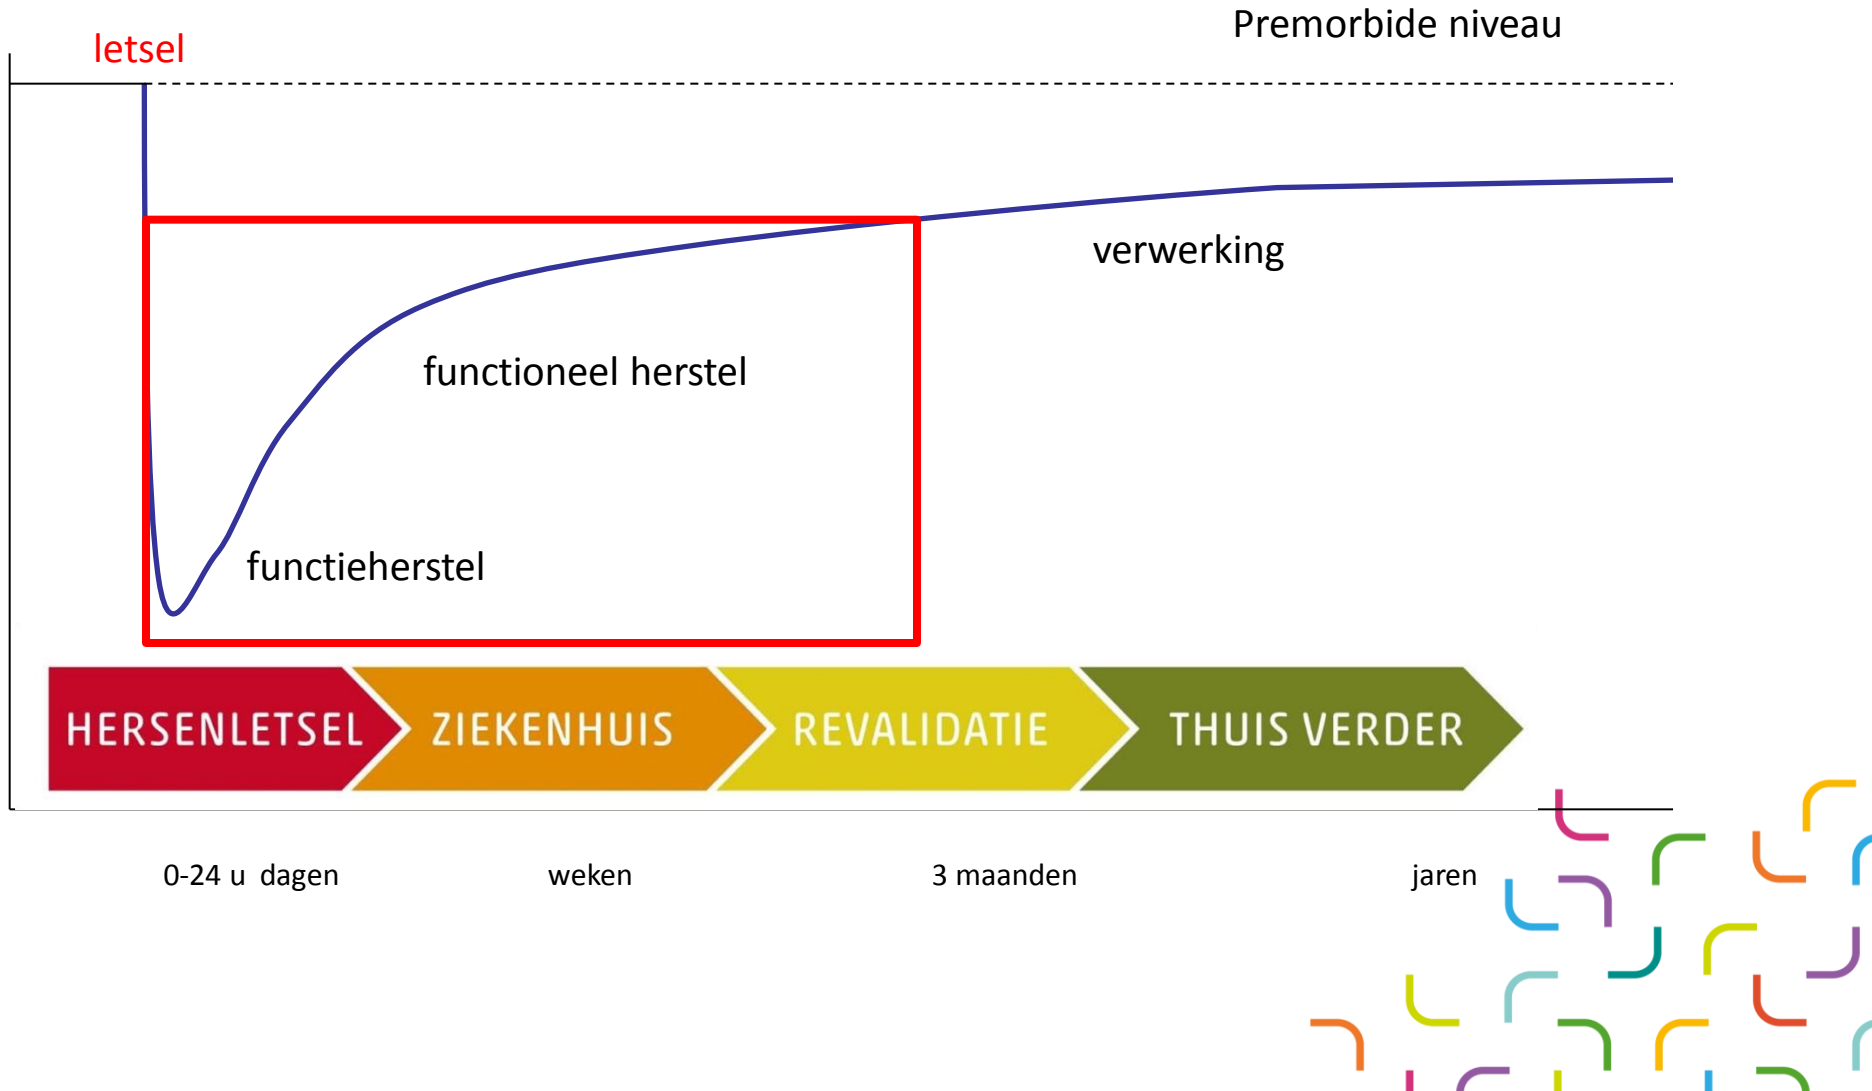 Premorbide niveau
letsel
verwerking
functioneel herstel
functieherstel
HERSENLETSEL ZIEKENHUIS REVALIDATIE THUIS VERDER
0-24 u dagen weken 3 maanden jaren